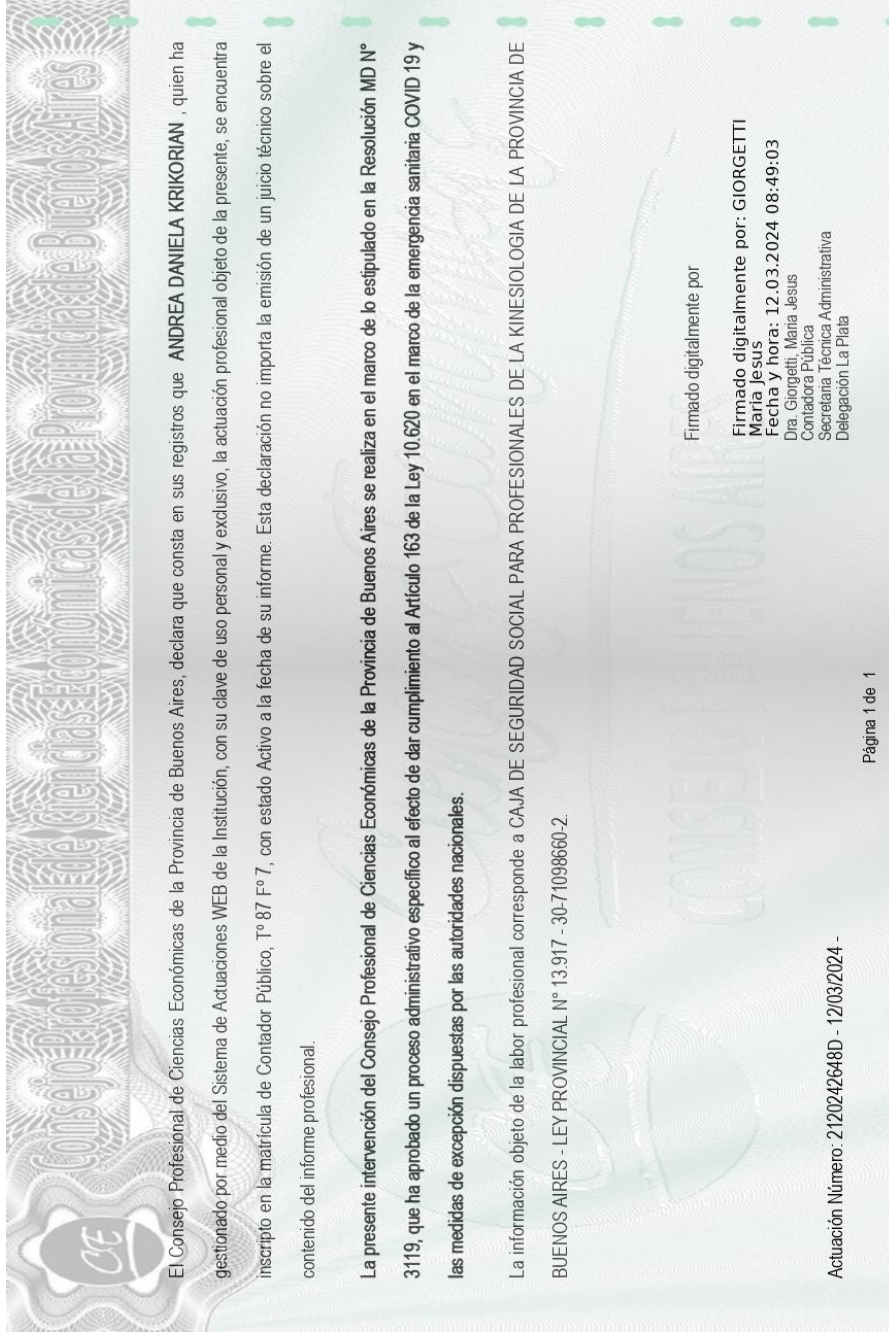 Consejo Profesional de Ciencias Económicas de la Provincia de Buenos Aires
El Consejo Profesional de Ciencias Económicas de la Provincia de Buenos Aires, declara que consta en sus registros que ANDREA DANIELA KRIKORIAN , quien ha
gestionado por medio del Sistema de Actuaciones WEB de la Institución, con su clave de uso personal y exclusivo, la actuación profesional objeto de la presente, se encuentra
inscripto en la matrícula de Contador Público, Tº 87 Fº 7, con estado Activo a la fecha de su informe. Esta declaración no importa la emisión de un juicio técnico sobre el
contenido del informe profesional.
La presente intervención del Consejo Profesional de Ciencias Económicas de la Provincia de Buenos Aires se realiza en el marco de lo estipulado en la Resolución MD Nº
3119, que ha aprobado un proceso administrativo específico al efecto de dar cumplimiento al Artículo 163 de la Ley 10.620 en el marco de la emergencia sanitaria COVID 19 y
las medidas de excepción dispuestas por las autoridades nacionales.
La información objeto de la labor profesional corresponde a CAJA DE SEGURIDAD SOCIAL PARA PROFESIONALES DE LA KINESIOLOGIA DE LA PROVINCIA DE
BUENOS AIRES - LEY PROVINCIAL N° 13.917 - 30-71098660-2.
Firmado digitalmente por
Firmado digitalmente por: GIORGETTI
Maria Jesus
Fecha y hora: 12.03.2024 08:49:03
Dra. Giorgetti, Maria Jesus
Contadora Pública
Secretaria Técnica Administrativa
Delegación La Plata
Actuación Número: 2120242648D - 12/03/2024 -
Página 1 de 1